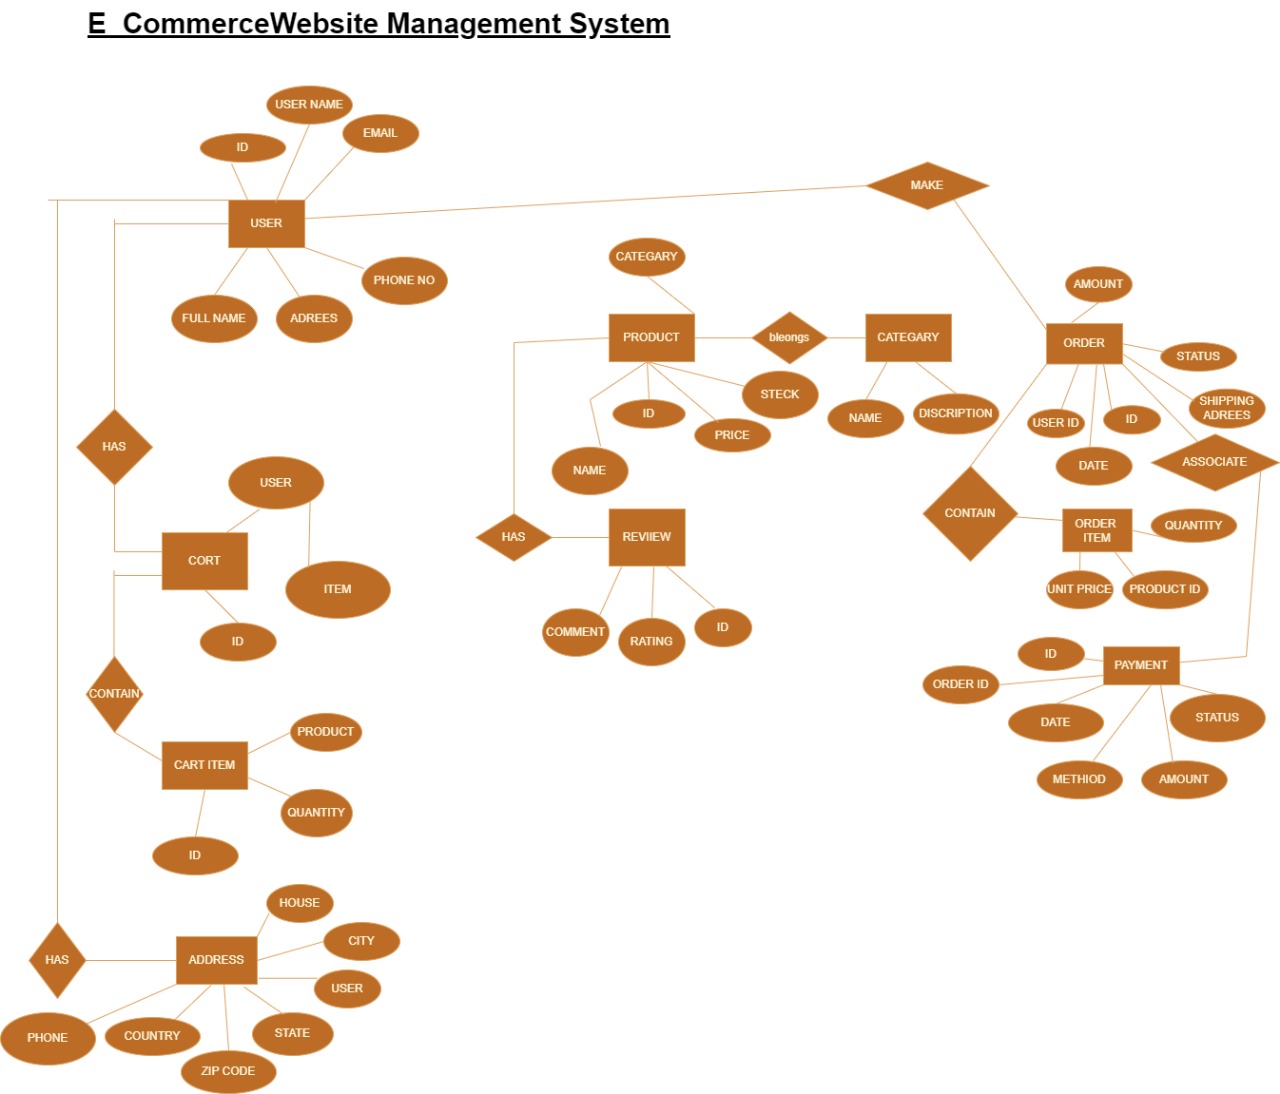 E_CommerceWebsite Management System
USER NAME
EMAIL
ID
USER
PHONE NO
FULL NAME
ADREES
MAKE
CATEGARY
PRODUCT
bleongs
CATEGARY
STECK
ID
PRICE
NAME
NAME
DISCRIPTION
AMOUNT
ORDER
STATUS
SHIPPING
ADREES
USER ID
ID
DATE
ASSOCIATE
HAS
USER
CORT
ITEM
ID
HAS
REVIIEW
COMMENT
RATING
ID
CONTAIN
ORDER
ITEM
QUANTITY
UNIT PRICE
PRODUCT ID
ID
PAYMENT
ORDER ID
DATE
STATUS
METHIOD
AMOUNT
CONTAIN
PRODUCT
CART ITEM
QUANTITY
ID
HOUSE
CITY
HAS
ADDRESS
USER
PHONE
COUNTRY
STATE
ZIP CODE